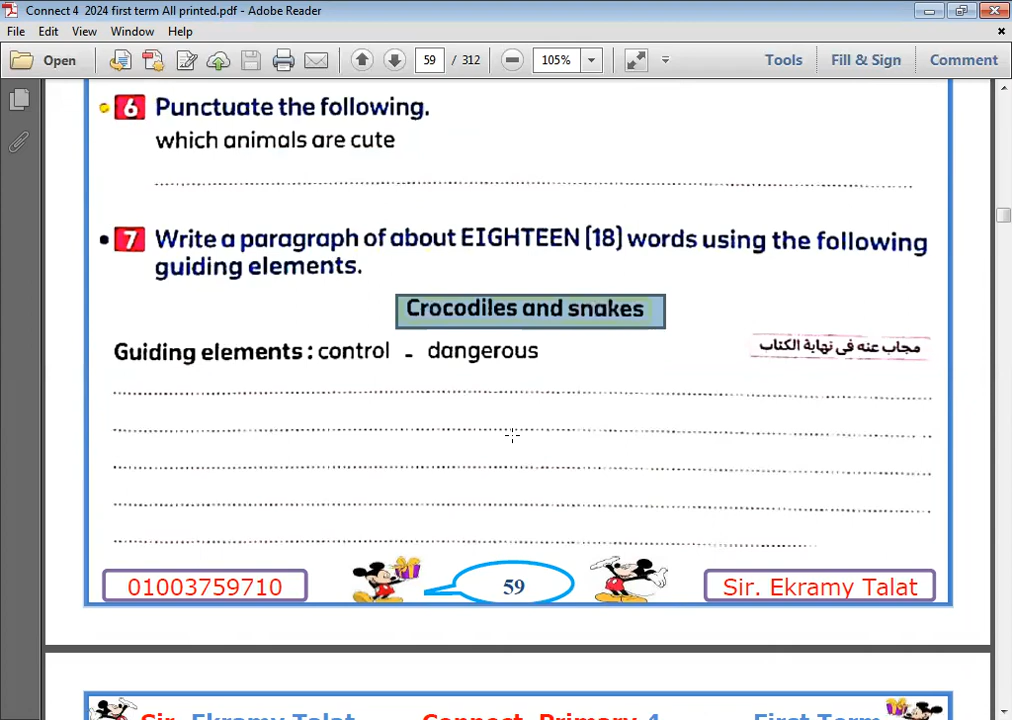 Connect 4 2024 first term All printed.pdf - Adobe Reader
File Edit View Window Help
Open 59 / 312 105% Tools Fill & Sign Comment
6 Punctuate the following.
which animals are cute
7 Write a paragraph of about EIGHTEEN (18) words using the following
guiding elements.
Crocodiles and snakes
Guiding elements : control - dangerous
مجاب عنه فى نهاية الكتاب
01003759710
59
Sir. Ekramy Talat
Sir. Ekramy Talat Connect Primary 4 First Term